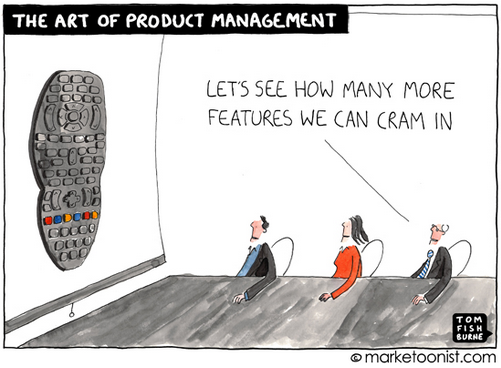 THE ART OF PRODUCT MANAGEMENT
LET'S SEE HOW MANY MORE
FEATURES WE CAN CRAM IN
TOM
FISH
BURNE
© marketoonist.com